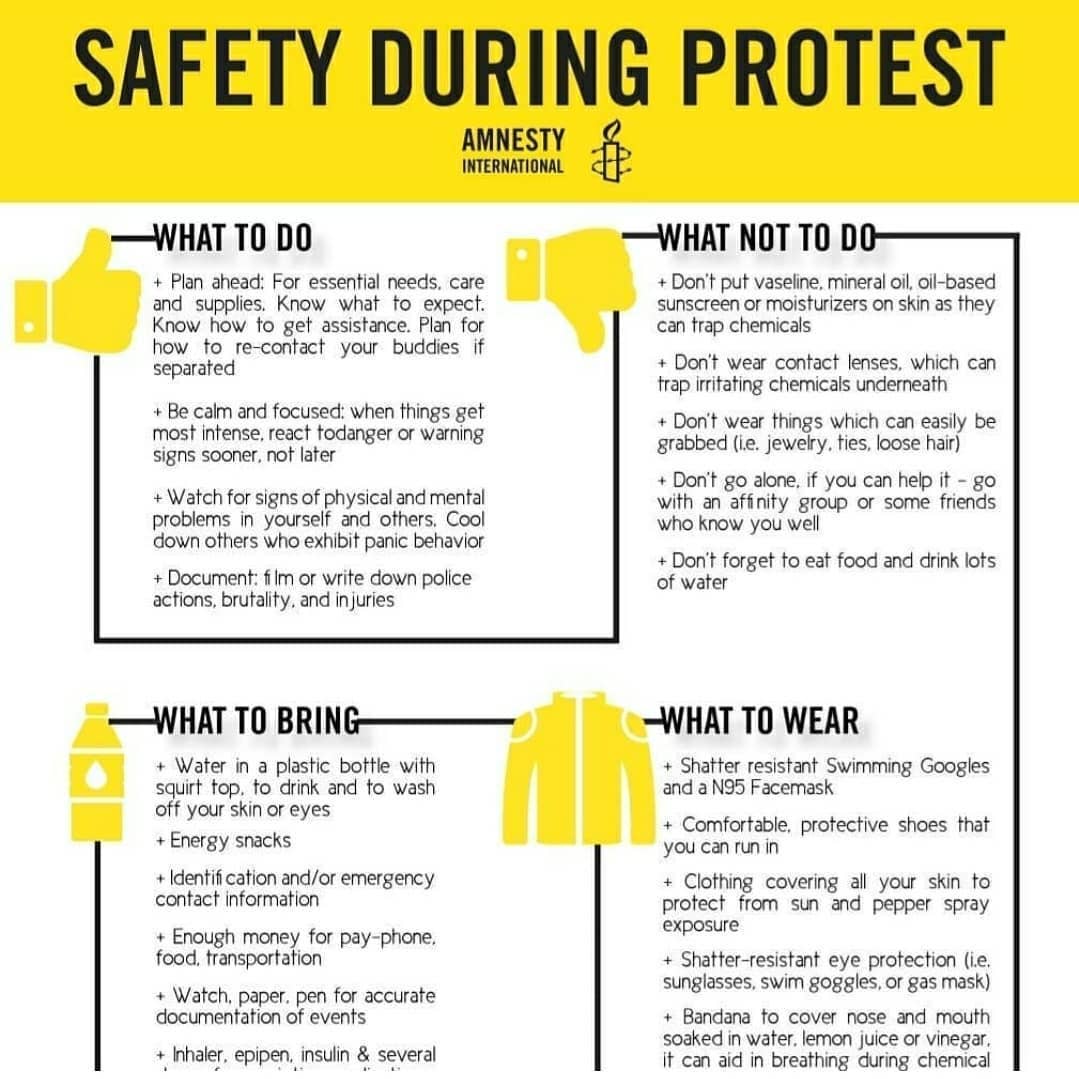 SAFETY DURING PROTEST
AMNESTY
INTERNATIONAL
WHAT TO DO
+ Plan ahead: For essential needs, care
and supplies. Know what to expect.
Know how to get assistance. Plan for
how to re-contact your buddies if
separated
+ Be calm and focused: when things get
most intense, react todanger or warning
signs sooner, not later
+ Watch for signs of physical and mental
problems in yourself and others. Cool
down others who exhibit panic behavior
+ Document: film or write down police
actions, brutality, and injuries
WHAT NOT TO DO
+ Don't put vaseline, mineral oil, oil-based
sunscreen or moisturizers on skin as they
can trap chemicals
+ Don't wear contact lenses, which can
trap irritating chemicals underneath
+ Don't wear things which can easily be
grabbed (i.e. jewelry, ties, loose hair)
+ Don't go alone, if you can help it - go
with an affinity group or some friends
who know you well
+ Don't forget to eat food and drink lots
of water
WHAT TO BRING
+ Water in a plastic bottle with
squirt top, to drink and to wash
off your skin or eyes
+ Energy snacks
+ Identification and/or emergency
contact information
+ Enough money for pay-phone,
food, transportation
+ Watch, paper, pen for accurate
documentation of events
+ Inhaler, epipen, insulin & several
WHAT TO WEAR
+ Shatter resistant Swimming Googles
and a N95 Facemask
+ Comfortable, protective shoes that
you can run in
+ Clothing covering all your skin to
protect from sun and pepper spray
exposure
+ Shatter-resistant eye protection (i.e.
sunglasses, swim goggles, or gas mask)
+ Bandana to cover nose and mouth
soaked in water, lemon juice or vinegar,
it can aid in breathing during chemical